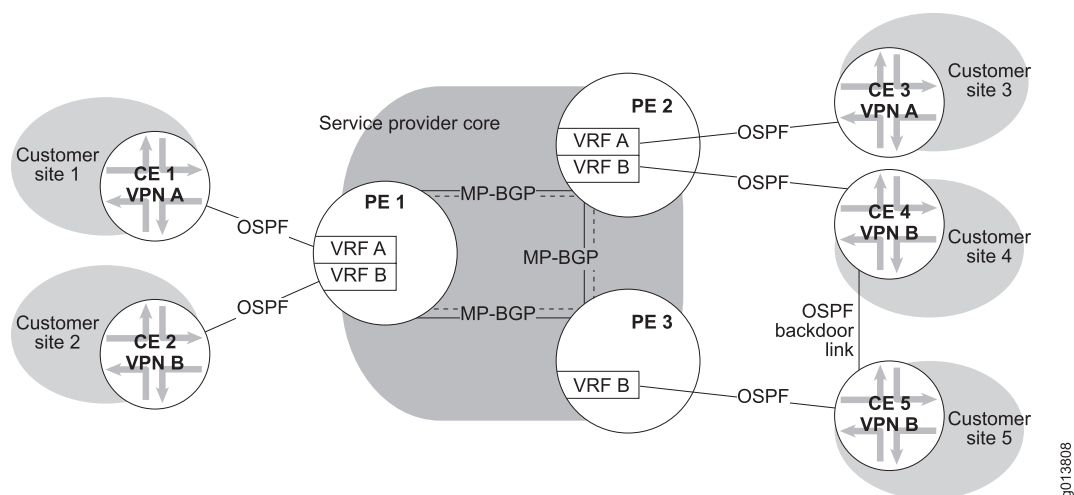 Customer
site 1
CE 1
VPN A
OSPF
Customer
site 2
CE 2
VPN B
OSPF
Service provider core
PE 1
VRF A
VRF B
MP-BGP
MP-BGP
MP-BGP
PE 2
VRF A
VRF B
PE 3
VRF B
OSPF
OSPF
OSPF
CE 3
VPN A
Customer
site 3
CE 4
VPN B
Customer
site 4
OSPF
backdoor
link
CE 5
VPN B
Customer
site 5
g013808